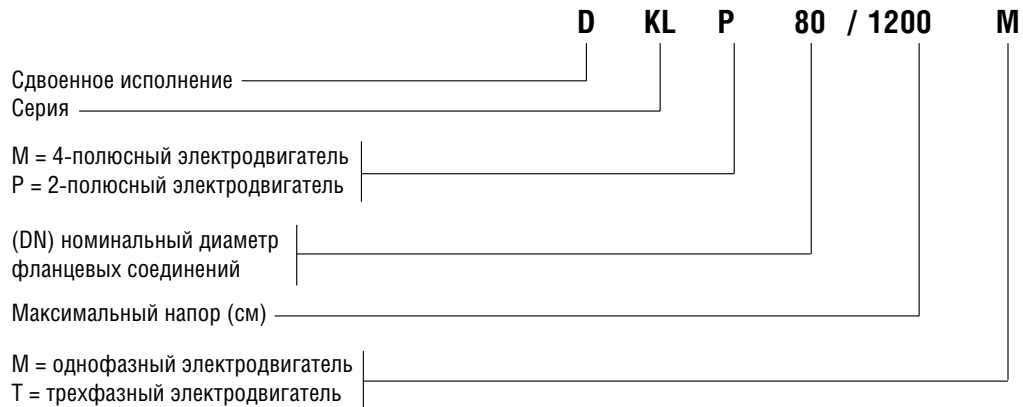 D KL P 80 / 1200 M
Сдвоенное исполнение
Серия
М = 4-полюсный электродвигатель
Р = 2-полюсный электродвигатель
(DN) номинальный диаметр
фланцевых соединений
Максимальный напор (см)
М = однофазный электродвигатель
Т = трехфазный электродвигатель